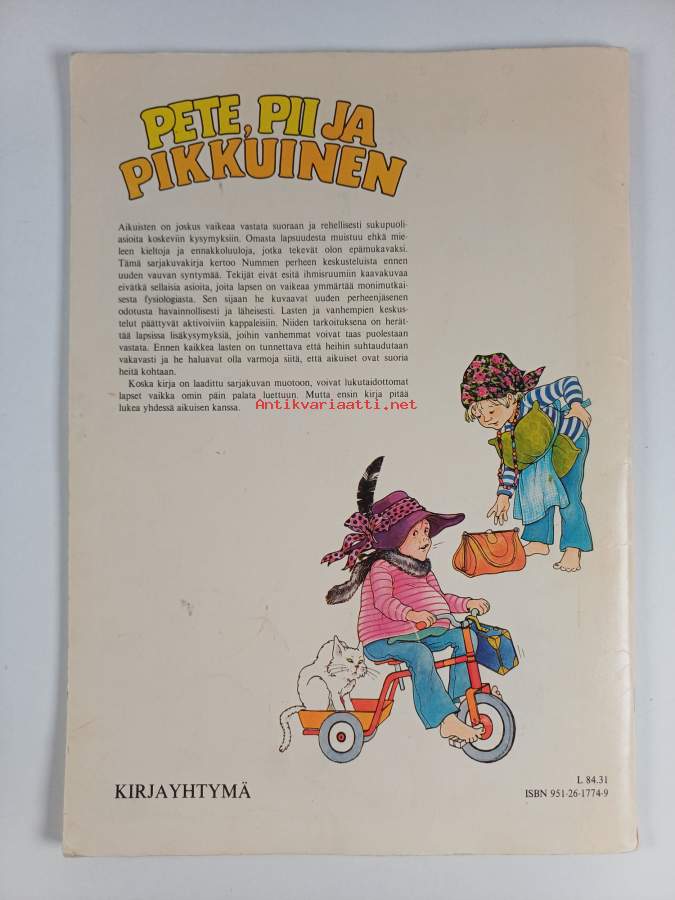 PETE, PII JA
PIKKUINEN
Aikuisten on joskus vaikeaa vastata suoraan ja rehellisesti sukupuoli-
asioita koskeviin kysymyksiin. Omasta lapsuudesta muistuu ehkä mie-
leen kieltoja ja ennakkoluuloja, jotka tekevät olon epämukavaksi.
Tämä sarjakuvakirja kertoo Nummen perheen keskusteluista ennen
uuden vauvan syntymää. Tekijät eivät esitä ihmisruumiin kaavakuvaa
eivätkä sellaisia asioita, joita lapsen on vaikeaa ymmärtää monimutkai-
sesta fysiologiasta. Sen sijaan he kuvaavat uuden perheenjäsenen
odotusta havainnollisesti ja läheisesti. Lasten ja vanhempien keskus-
telut päättyvät aktivoiviin kappaleisiin. Niiden tarkoituksena on herät-
tää lapsissa lisäkysymyksiä, joihin vanhemmat voivat taas puolestaan
vastata. Ennen kaikkea lasten on tunnettava että heihin suhtaudutaan
vakavasti ja he haluavat olla varmoja siitä, että aikuiset ovat suoria
heitä kohtaan.
Koska kirja on laadittu sarjakuvan muotoon, voivat lukutaidottomat
lapset vaikka omin päin palata luettuun. Mutta ensin kirja pitää
lukea yhdessä aikuisen kanssa.
Antikvariaatti.net
KIRJAYHTYMÄ
L 84.31
ISBN 951-26-1774-9